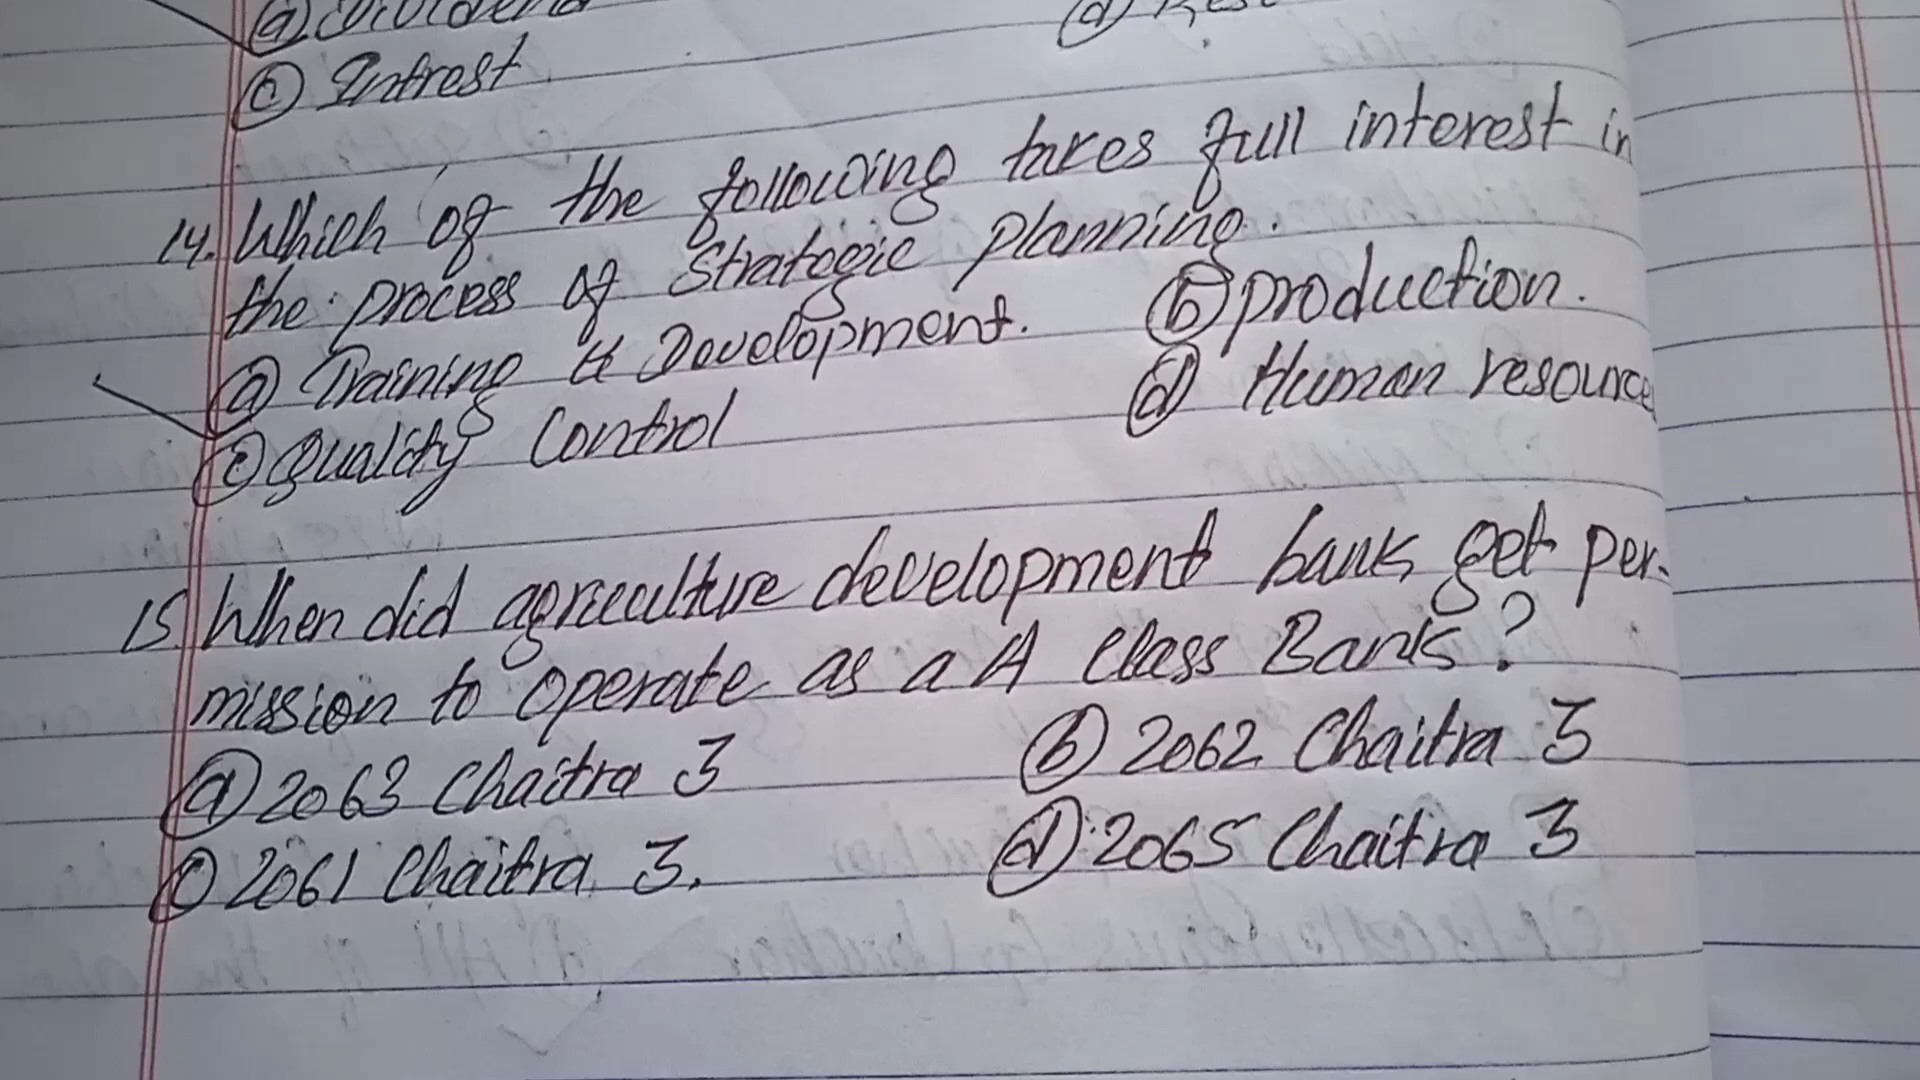 (a) Dividend (d) Res
(c) Intrest.
14. Which of the following takes full interest in
the process of Strategic planning.
(a) Training & Development. (b) production.
(c) Quality Control (d) Human resource
15. When did agriculture development bank get per-
mission to operate as a A Class Bank?
(a) 2063 Chaitra 3 (b) 2062 Chaitra 3
(c) 2061 Chaitra 3. (d) 2065 Chaitra 3